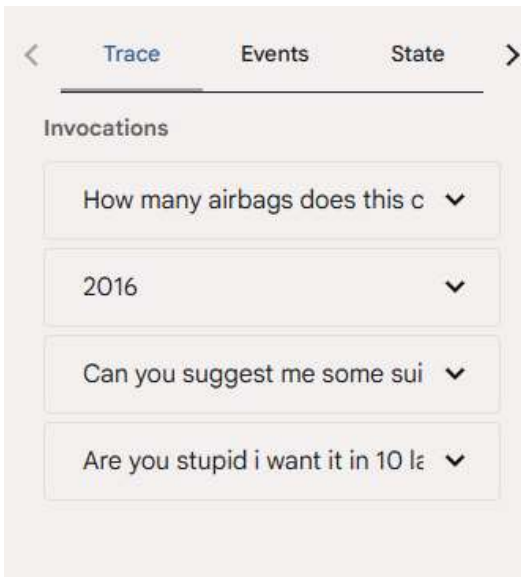 Trace Events State
Invocations
How many airbags does this c
2016
Can you suggest me some sui
Are you stupid i want it in 10 la